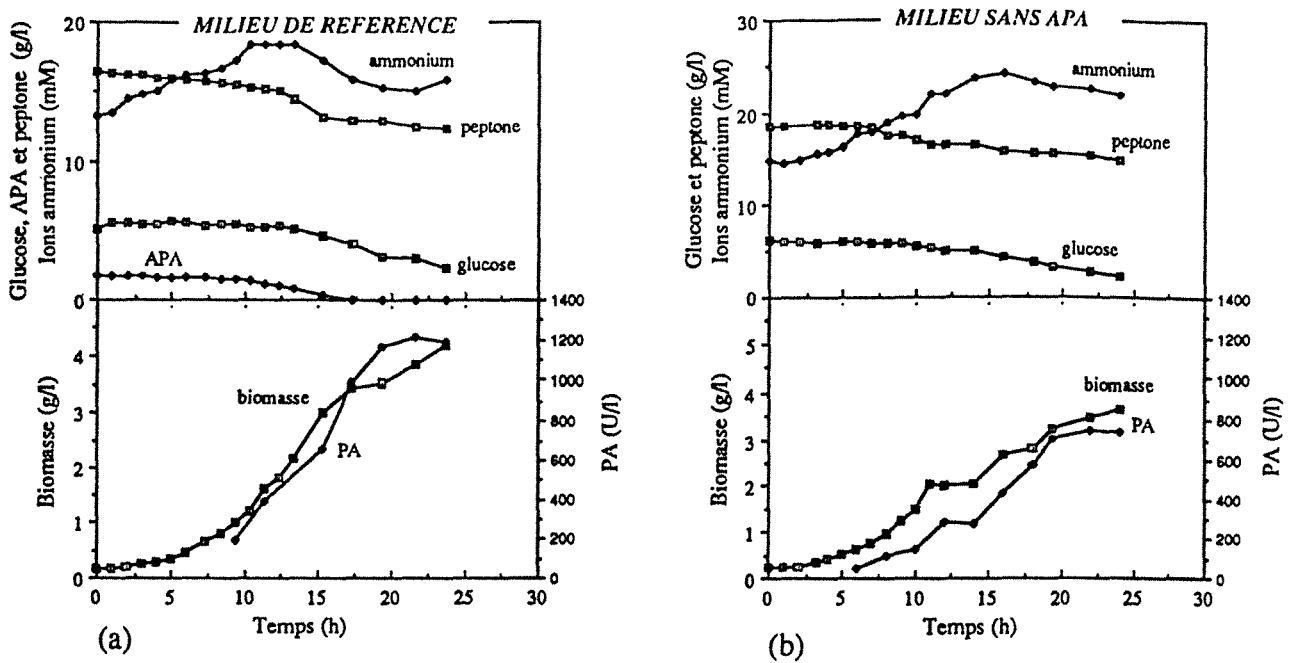 MILIEU DE REFERENCE
Glucose, APA et peptone (g/l)
Ions ammonium (mM)
20
10
0
ammonium
peptone
APA
glucose
Biomasse (g/l)
4
3
2
1
0
biomasse
PA
1400
1200
1000
800
600
400
200
0
PA (U/l)
0 5 10 15 20 25 30
Temps (h)
(a)
MILIEU SANS APA
Glucose et peptone (g/l)
Ions ammonium (mM)
30
20
10
0
ammonium
peptone
glucose
Biomasse (g/l)
5
4
3
2
1
0
biomasse
PA
1400
1200
1000
800
600
400
200
0
PA (U/l)
0 5 10 15 20 25 30
Temps (h)
(b)